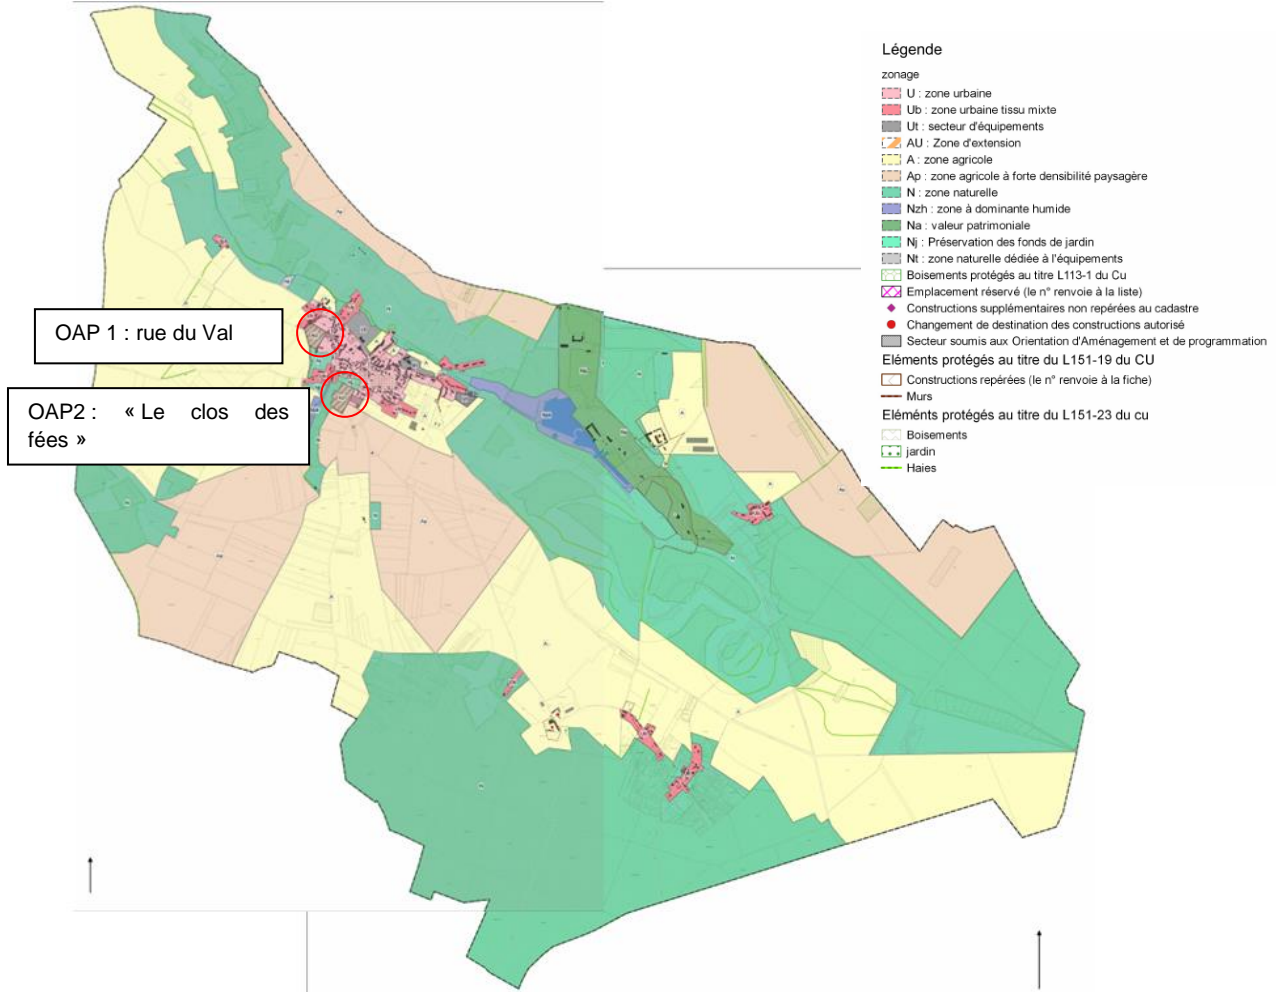 Légende
zonage
U : zone urbaine
Ub : zone urbaine tissu mixte
Ut : secteur d'équipements
AU : Zone d'extension
A : zone agricole
Ap : zone agricole à forte densibilité paysagère
N : zone naturelle
Nzh : zone à dominante humide
Na : valeur patrimoniale
Nj : Préservation des fonds de jardin
Nt : zone naturelle dédiée à l'équipements
Boisements protégés au titre L113-1 du Cu
Emplacement réservé (le n° renvoie à la liste)
Constructions supplémentaires non repérées au cadastre
Changement de destination des constructions autorisé
Secteur soumis aux Orientation d'Aménagement et de programmation
Eléments protégés au titre du L151-19 du CU
Constructions repérées (le n° renvoie à la fiche)
Murs
Eléments protégés au titre du L151-23 du cu
Boisements
jardin
Haies
OAP 1 : rue du Val
OAP2 : « Le clos des
fées »